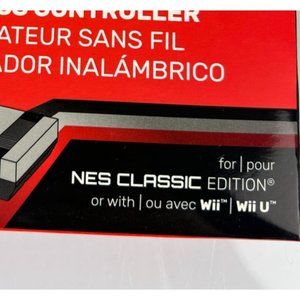 CONTROLLER
ATEUR SANS FIL
ADOR INALÁMBRICO
for | pour
NES CLASSIC EDITION®
or with | ou avec Wii™ | Wii U™